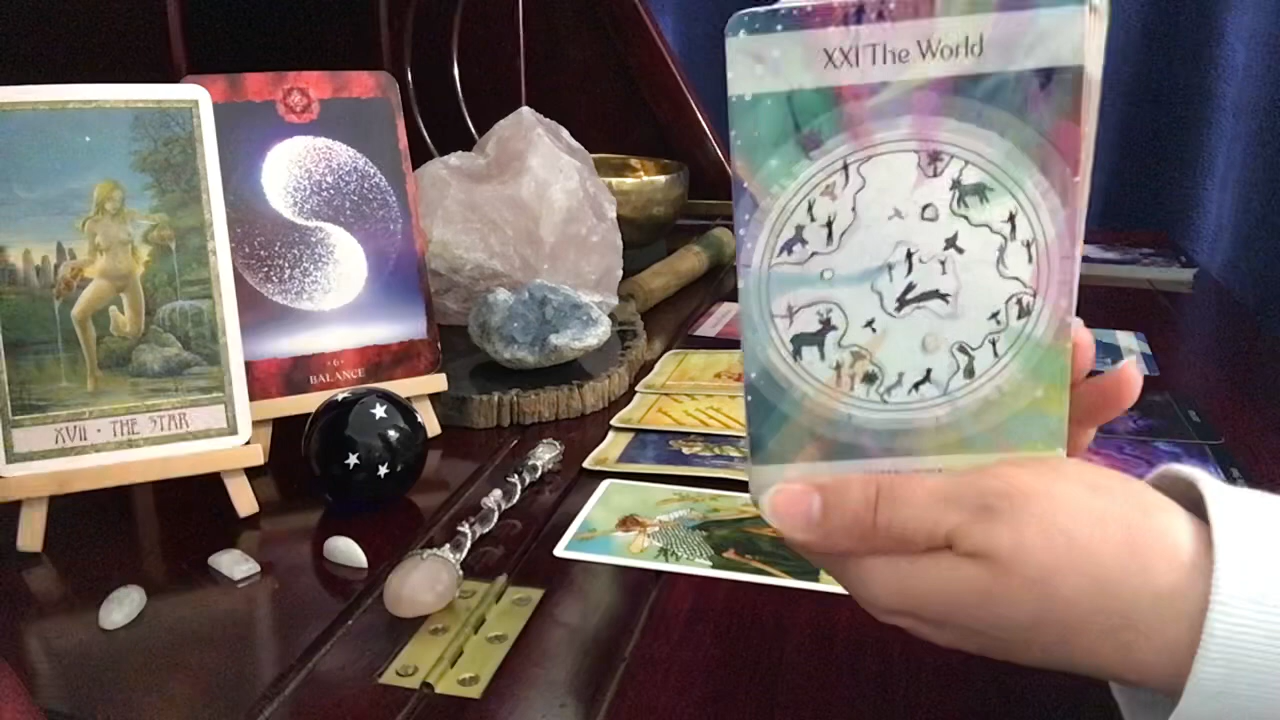 XVII • THE STAR
•6•
BALANCE
XXI The World